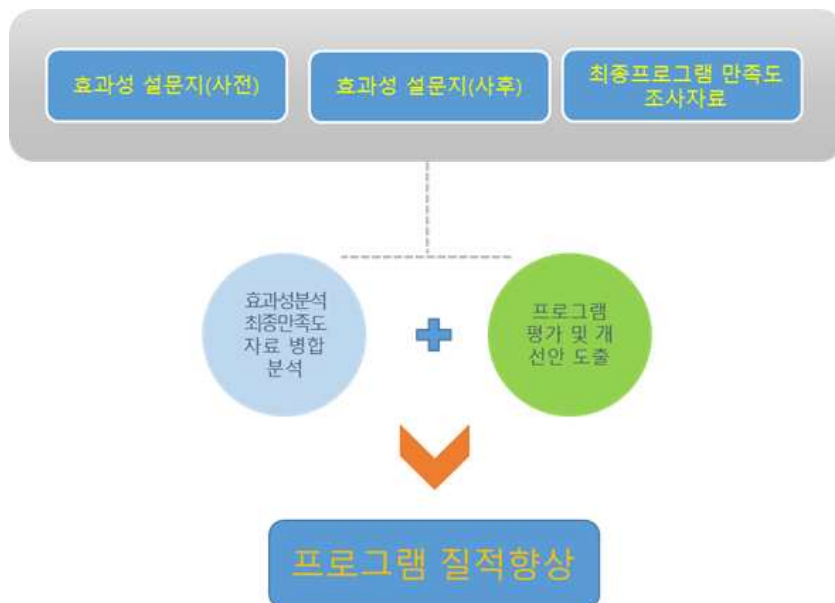 효과성 설문지(사전)
효과성 설문지(사후)
최종프로그램 만족도
조사자료
효과성분석
최종만족도
자료 병합
분석
프로그램
평가 및 개
선안 도출
프로그램 질적향상